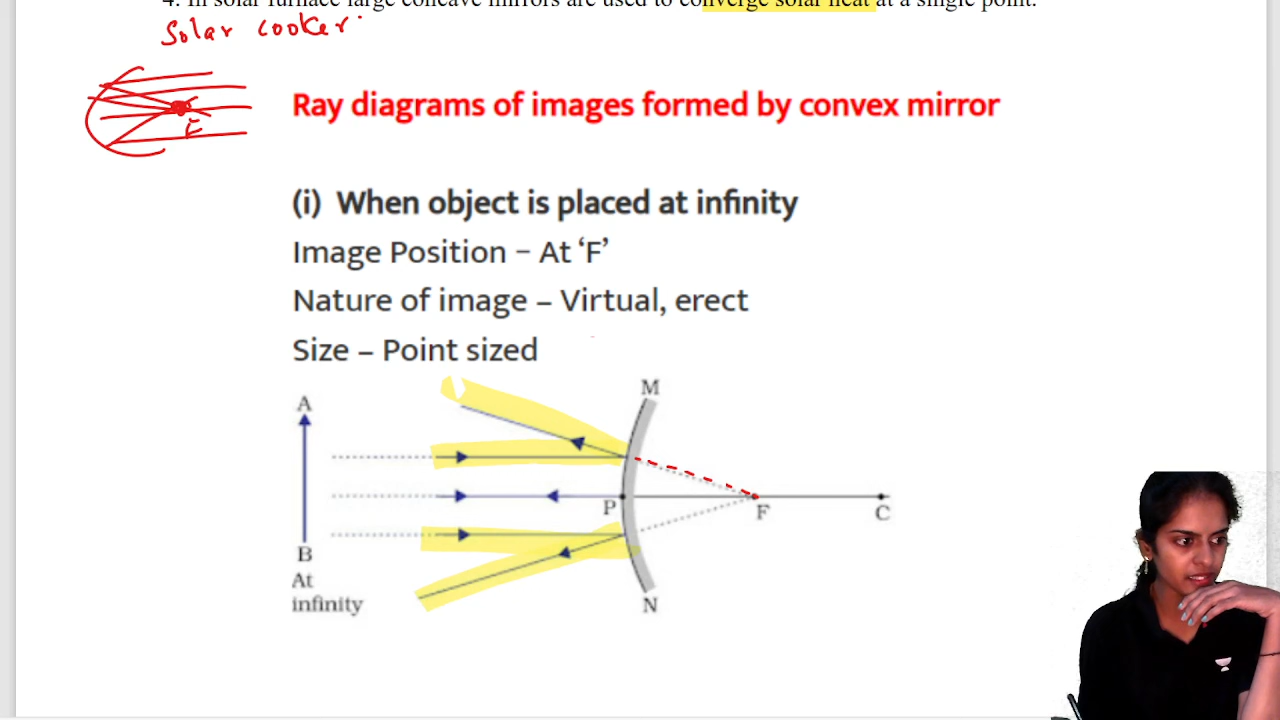 4. In solar furnace large concave mirrors are used to converge solar heat at a single point.
Solar cooker.
F
Ray diagrams of images formed by convex mirror
(i) When object is placed at infinity
Image Position – At ‘F’
Nature of image – Virtual, erect
Size – Point sized
M
A
P
F
C
B
At
infinity
N